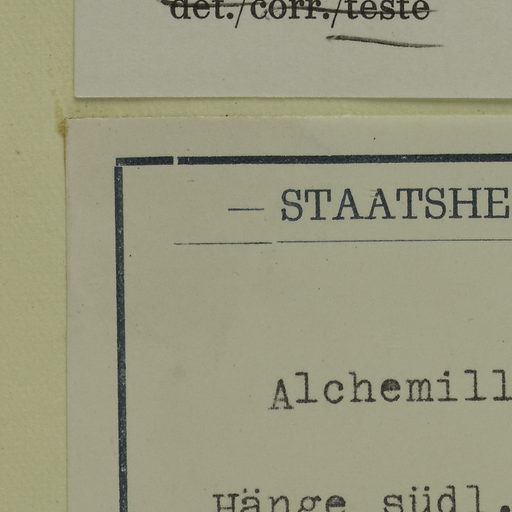 det./corr./teste
— STAATSHE
Alchemill
Hänge südl.